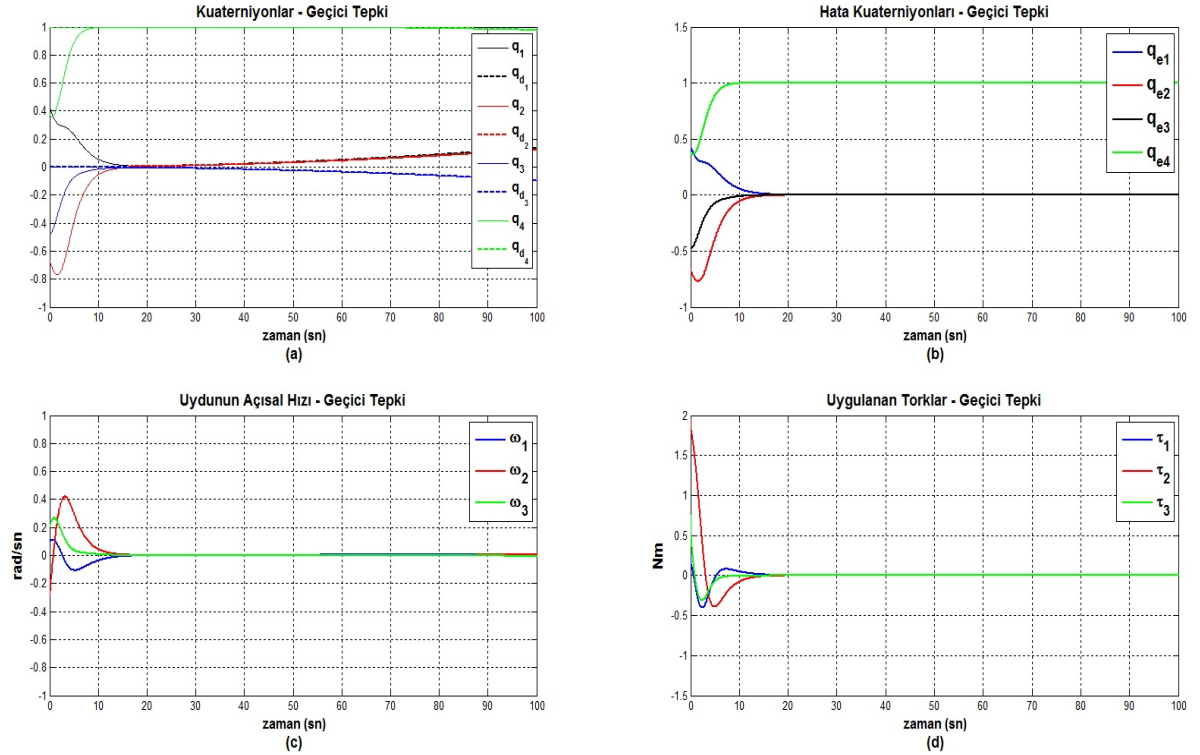 Kuaterniyonlar - Geçici Tepki
1
0.8
0.6
0.4
0.2
0
-0.2
-0.4
-0.6
-0.8
-1
q1
qd1
q2
qd2
q3
qd3
q4
qd4
0 10 20 30 40 50 60 70 80 90 100
zaman (sn)
(a)
Hata Kuaterniyonları - Geçici Tepki
1.5
1
0.5
0
-0.5
-1
qe1
qe2
qe3
qe4
0 10 20 30 40 50 60 70 80 90 100
zaman (sn)
(b)
Uydunun Açısal Hızı - Geçici Tepki
rad/sn
1
0.8
0.6
0.4
0.2
0
-0.2
-0.4
-0.6
-0.8
-1
ω1
ω2
ω3
0 10 20 30 40 50 60 70 80 90 100
zaman (sn)
(c)
Uygulanan Torklar - Geçici Tepki
Nm
2
1.5
1
0.5
0
-0.5
-1
-1.5
τ1
τ2
τ3
0 10 20 30 40 50 60 70 80 90 100
zaman (sn)
(d)